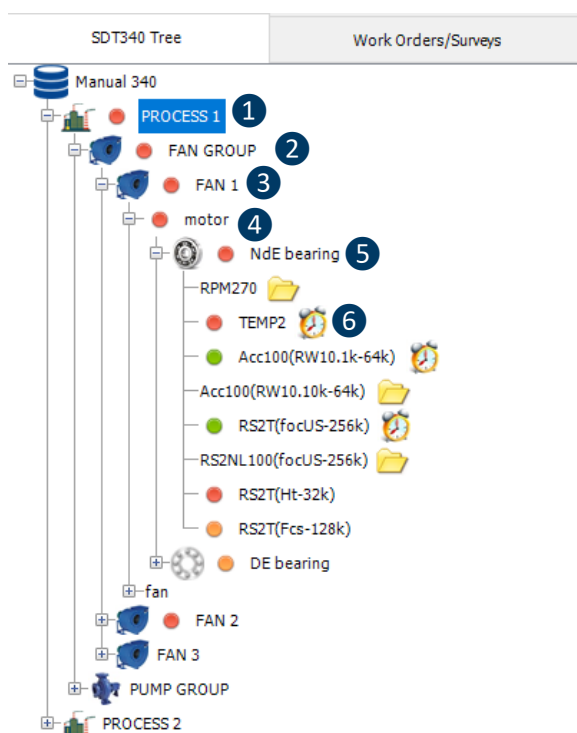 SDT340 Tree
Work Orders/Surveys
Manual 340
PROCESS 1 1
FAN GROUP 2
FAN 1 3
motor 4
NdE bearing 5
RPM270
TEMP2 6
Acc100(RW10.1k-64k)
Acc100(RW10.10k-64k)
RS2T(focUS-256k)
RS2NL100(focUS-256k)
RS2T(Ht-32k)
RS2T(Fcs-128k)
DE bearing
fan
FAN 2
FAN 3
PUMP GROUP
PROCESS 2